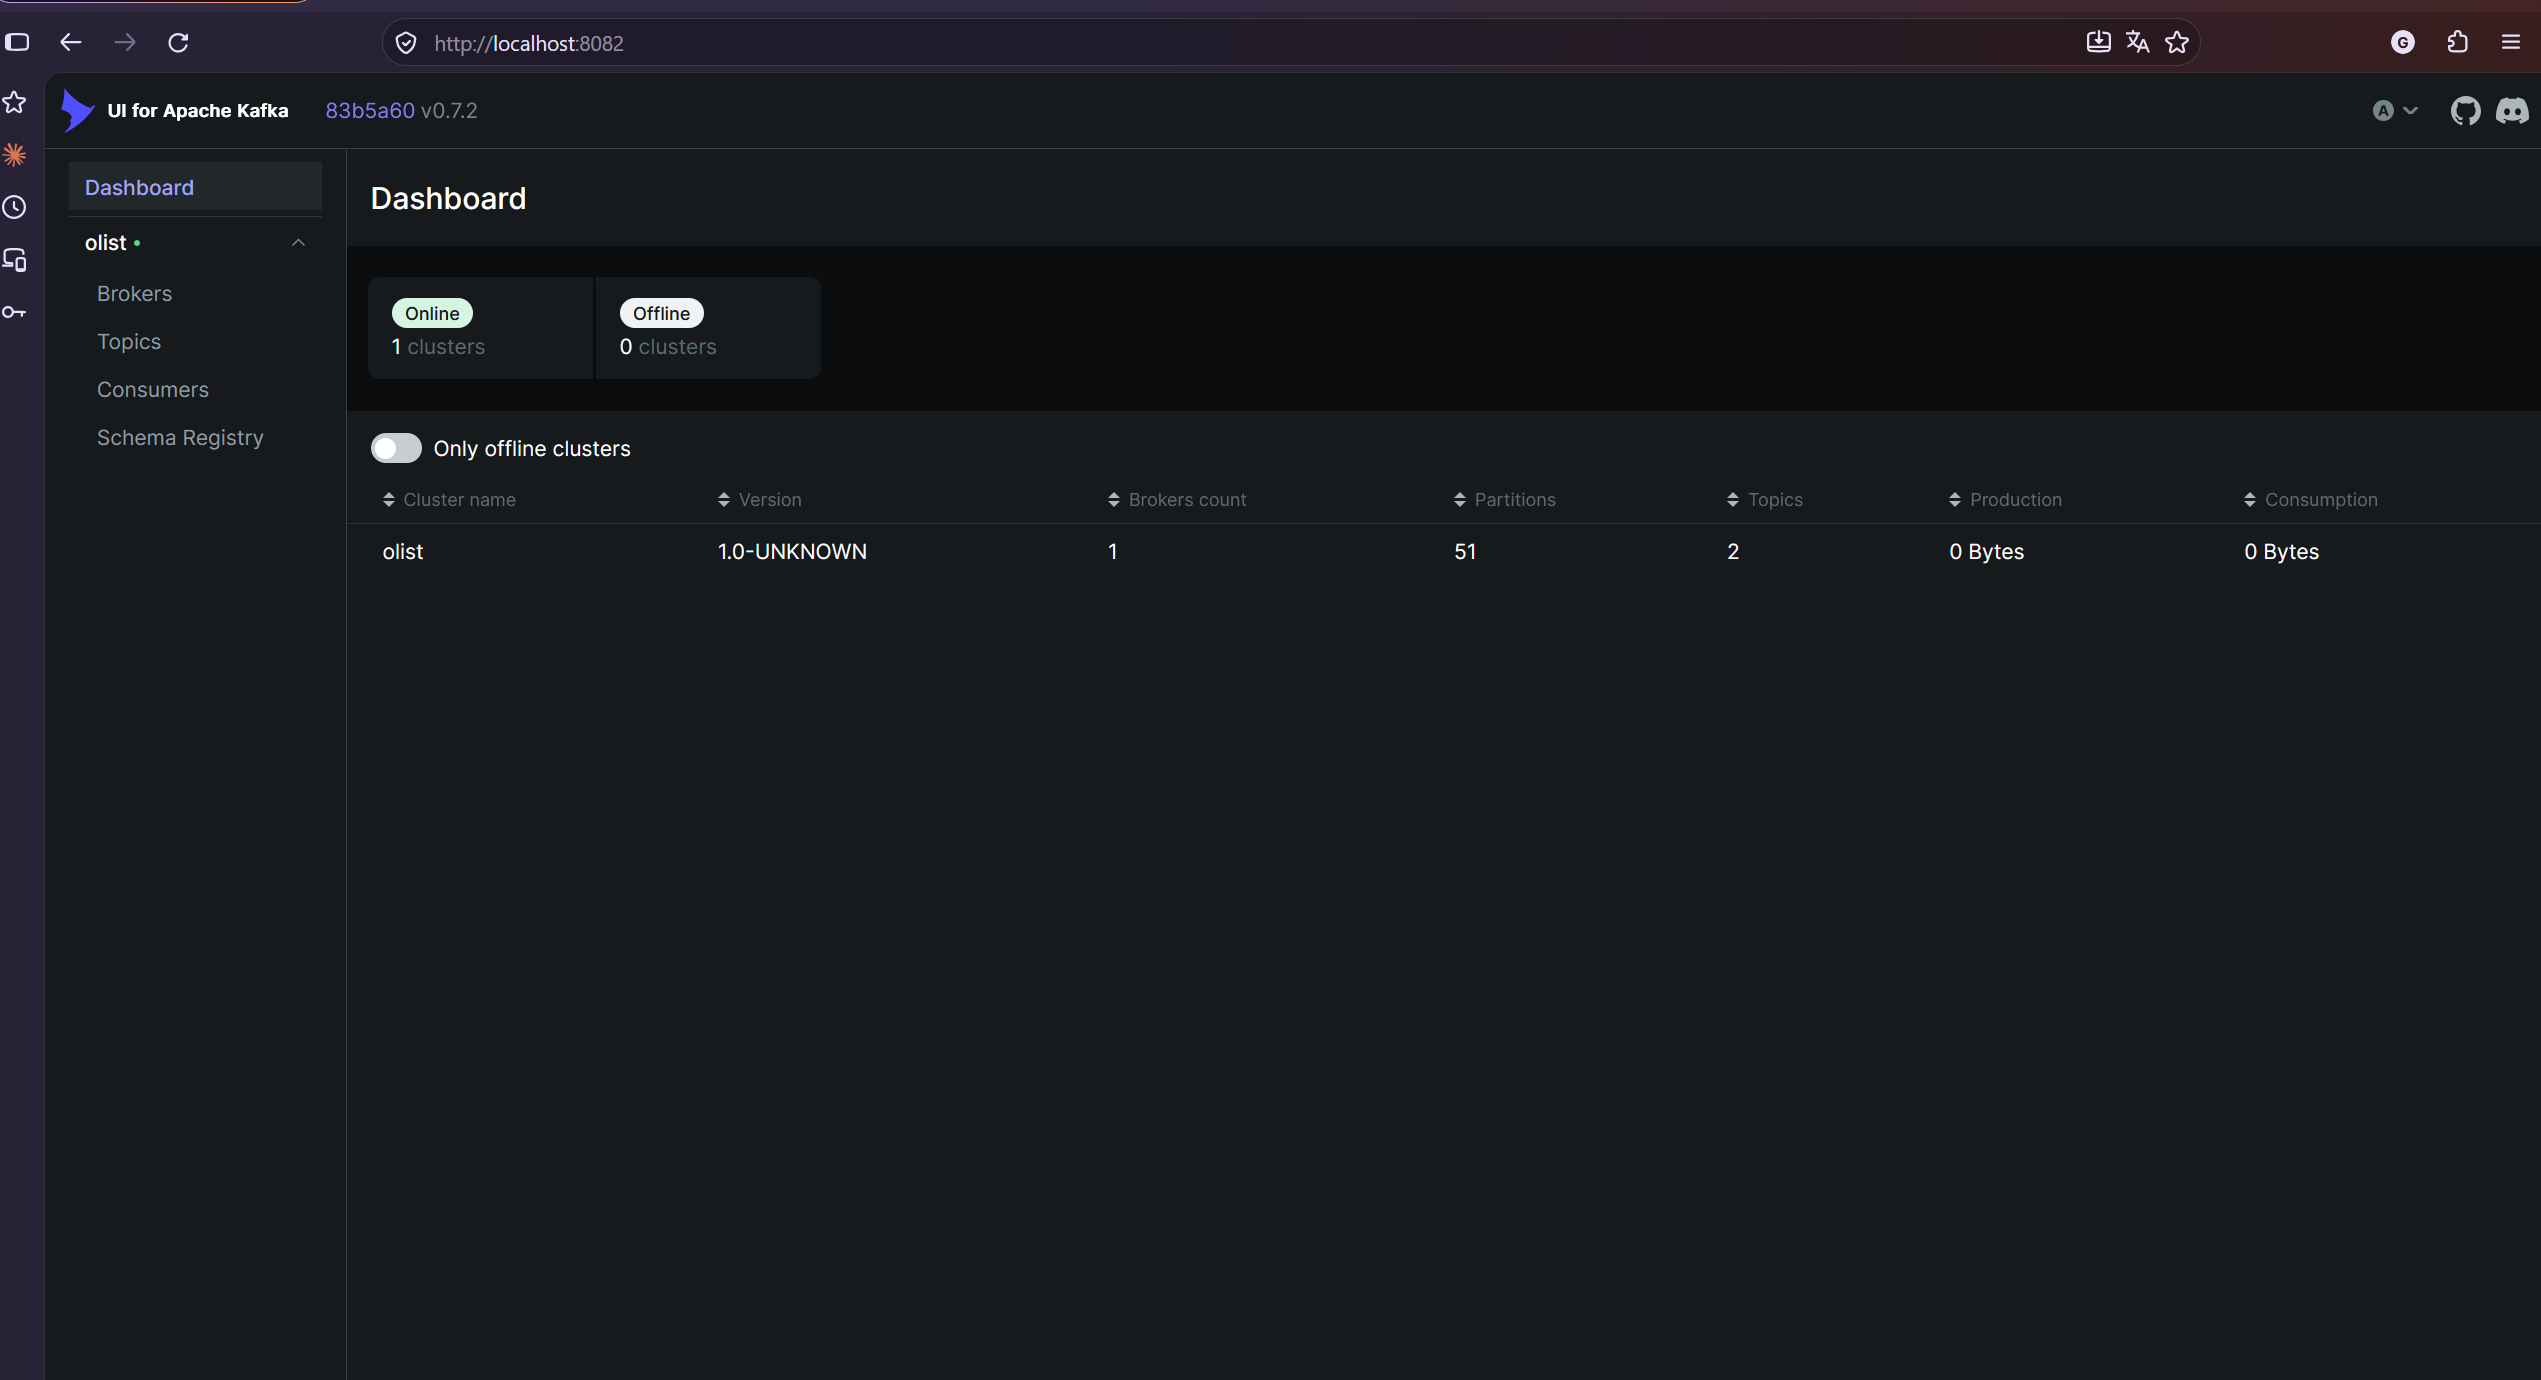 http://localhost:8082
G
UI for Apache Kafka 83b5a60 v0.7.2
A
Dashboard
olist
Brokers
Topics
Consumers
Schema Registry
Dashboard
Online
1 clusters
Offline
0 clusters
Only offline clusters
Cluster name Version Brokers count Partitions Topics Production Consumption
olist 1.0-UNKNOWN 1 51 2 0 Bytes 0 Bytes